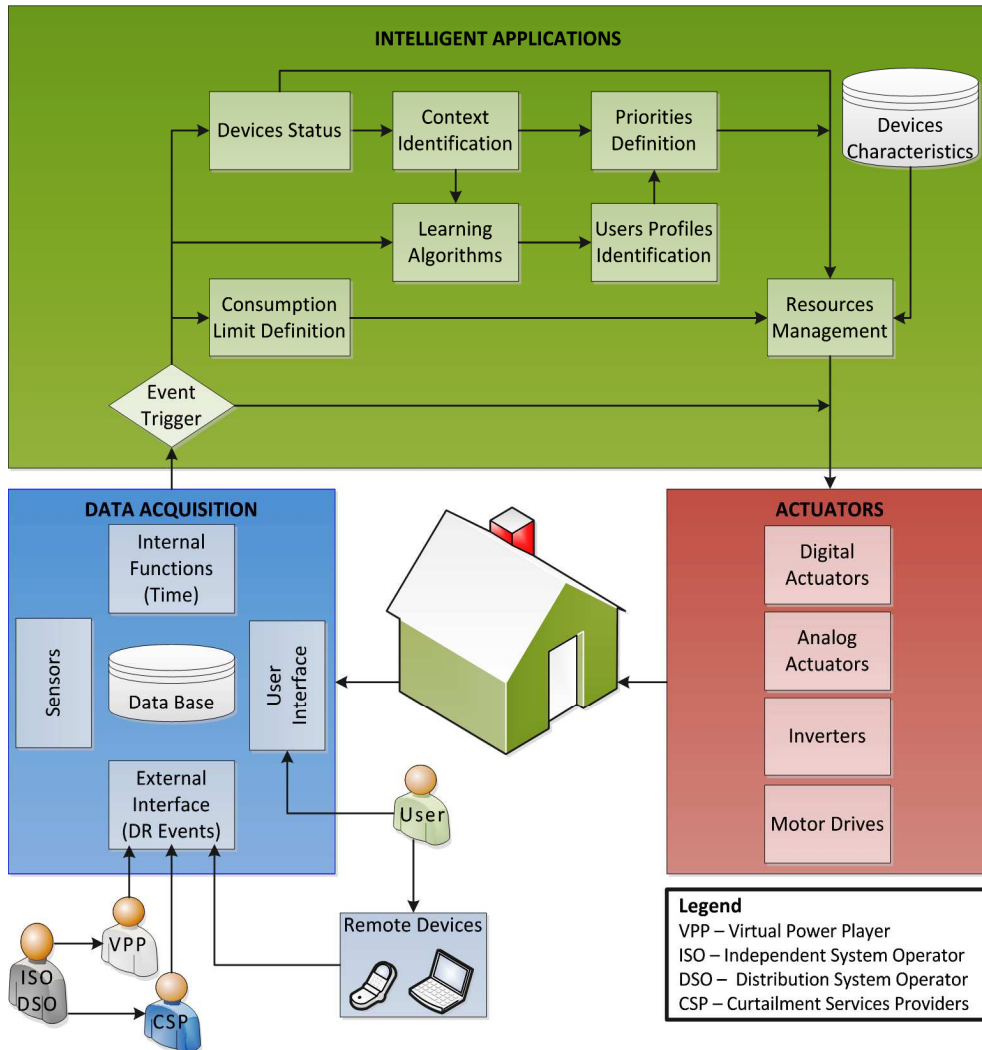 INTELLIGENT APPLICATIONS
Devices Status
Context
Identification
Priorities
Definition
Devices
Characteristics
Learning
Algorithms
Users Profiles
Identification
Consumption
Limit Definition
Resources
Management
Event
Trigger
DATA ACQUISITION
Internal
Functions
(Time)
Sensors
Data Base
User
Interface
External
Interface
(DR Events)
ACTUATORS
Digital
Actuators
Analog
Actuators
Inverters
Motor Drives
User
Remote Devices
VPP
ISO
DSO
CSP
Legend
VPP – Virtual Power Player
ISO – Independent System Operator
DSO – Distribution System Operator
CSP – Curtailment Services Providers